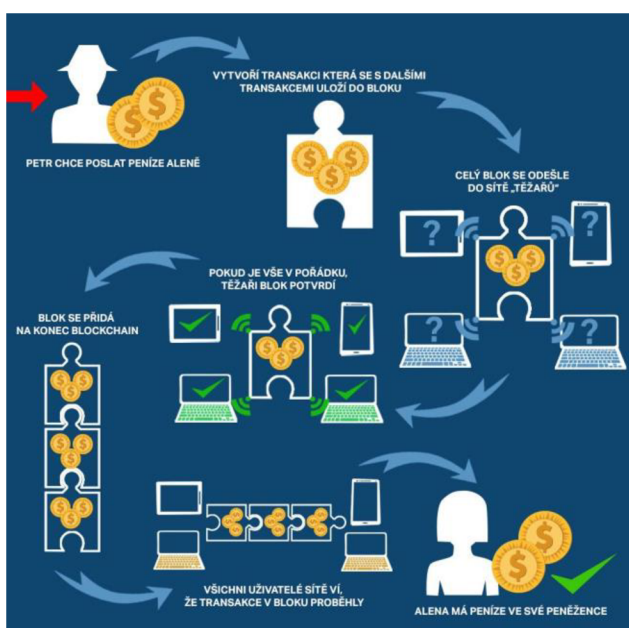 PETR CHCE POSLAT PENÍZE ALENĚ
VYTVOŘÍ TRANSAKCI KTERÁ SE S DALŠÍMI
TRANSAKCEMI ULOŽÍ DO BLOKU
CELÝ BLOK SE ODEŠLE
DO SÍTĚ „TĚŽAŘŮ"
POKUD JE VŠE V POŘÁDKU,
TĚŽAŘI BLOK POTVRDÍ
BLOK SE PŘIDÁ
NA KONEC BLOCKCHAIN
VŠICHNI UŽIVATELÉ SÍTĚ VÍ,
ŽE TRANSAKCE V BLOKU PROBĚHLY
ALENA MÁ PENÍZE VE SVÉ PENĚŽENCE